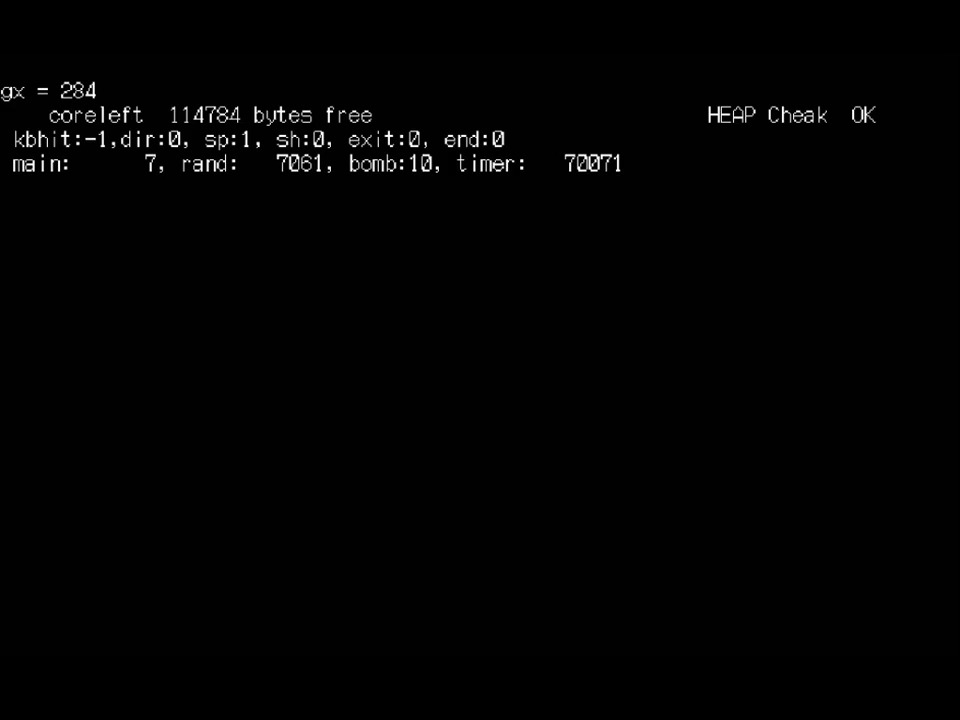 gx = 284
coreleft 114784 bytes free HEAP Cheak OK
kbhit:-1,dir:0, sp:1, sh:0, exit:0, end:0
main: 7, rand: 7061, bomb:10, timer: 70071